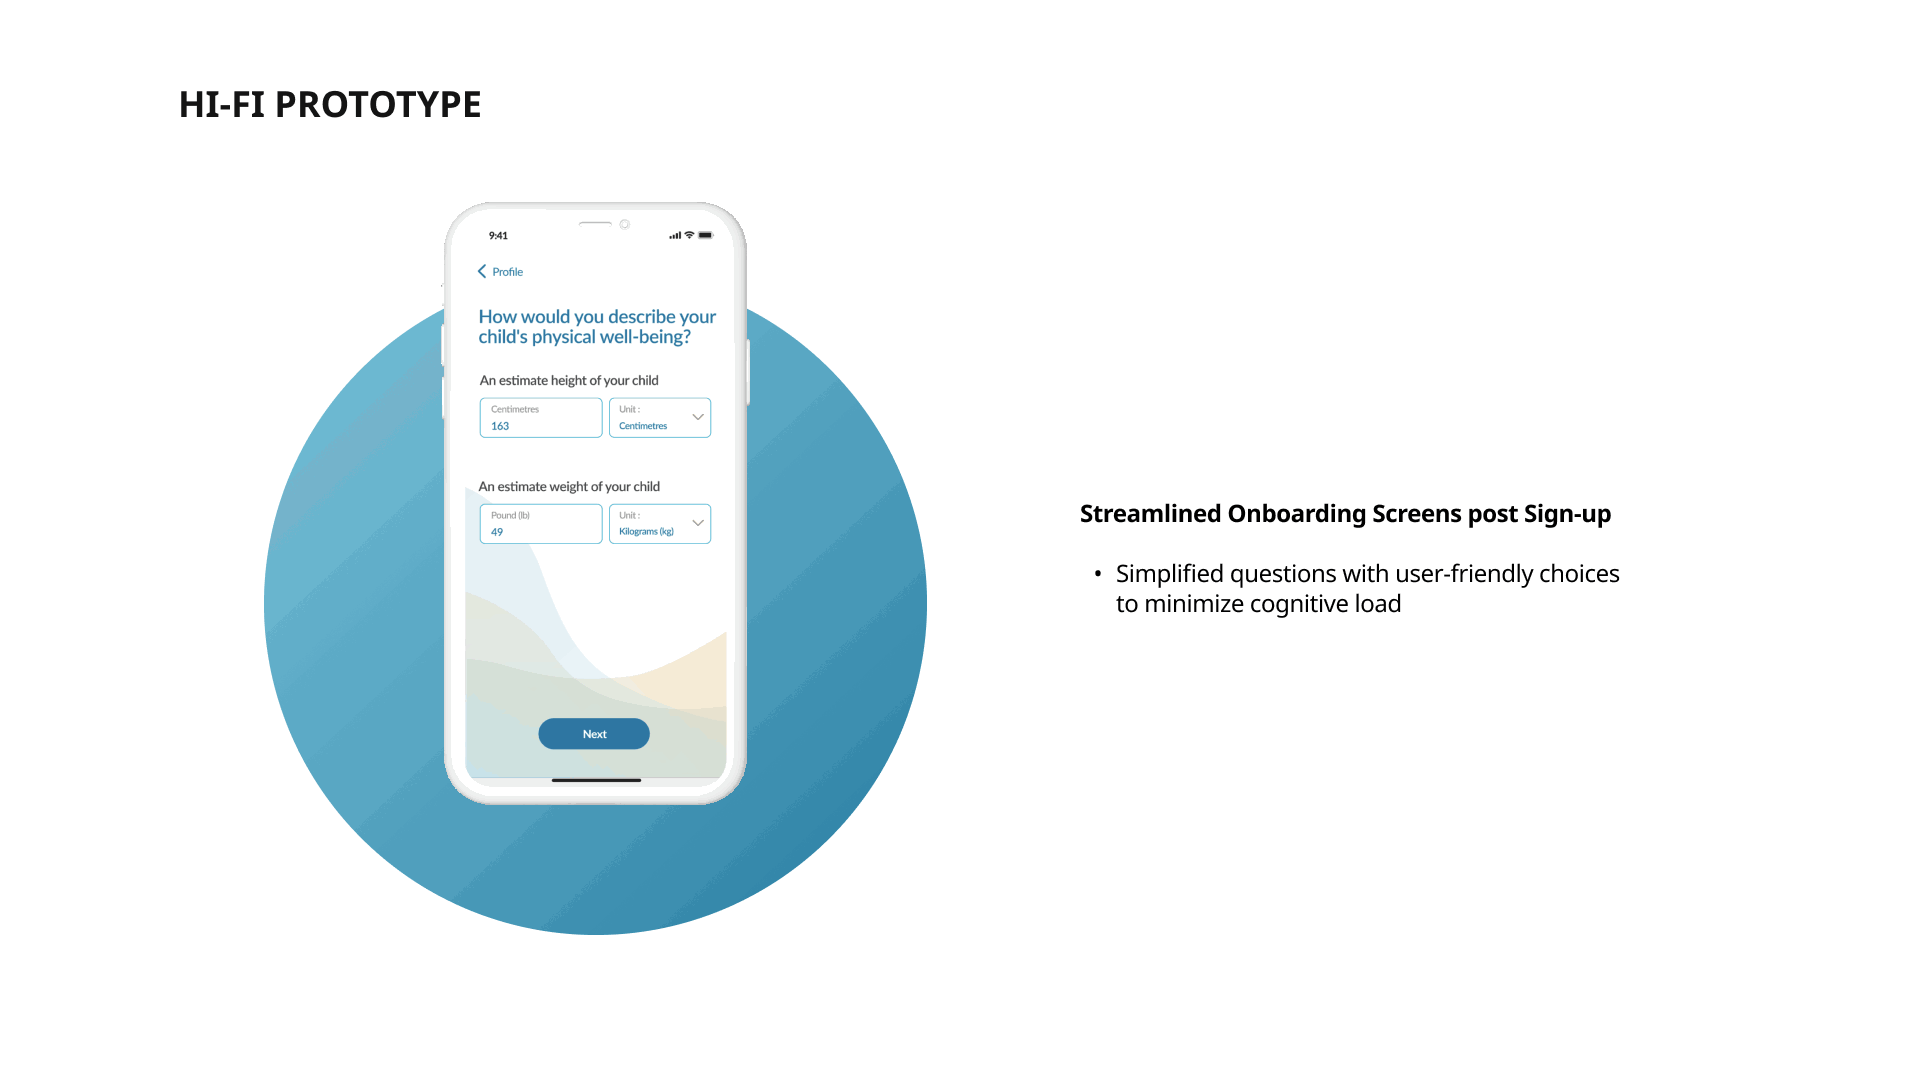 HI-FI PROTOTYPE
9:41
Profile
How would you describe your
child's physical well-being?
An estimate height of your child
Centimetres
163
Unit :
Centimetres
An estimate weight of your child
Pound (lb)
49
Unit :
Kilograms (kg)
Next
Streamlined Onboarding Screens post Sign-up
• Simplified questions with user-friendly choices
to minimize cognitive load